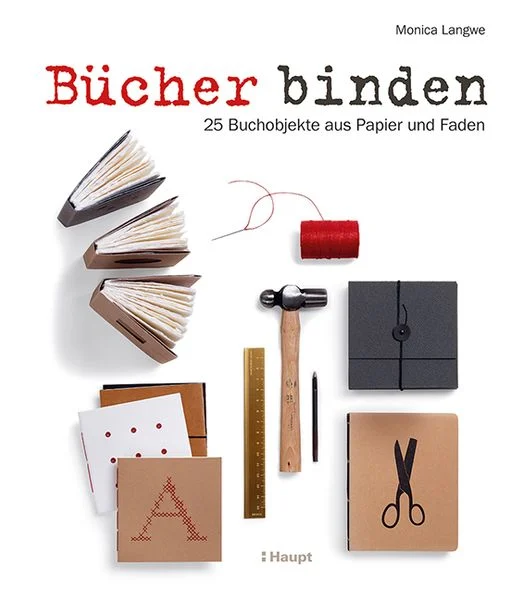 Monica Langwe
Bücher binden
25 Buchobjekte aus Papier und Faden
A
Haupt